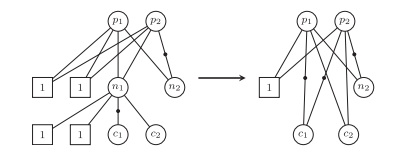 p₁ p₂ p₁ p₂
1 1 n₁ n₂ 1 n₂
1 1 c₁ c₂ c₁ c₂